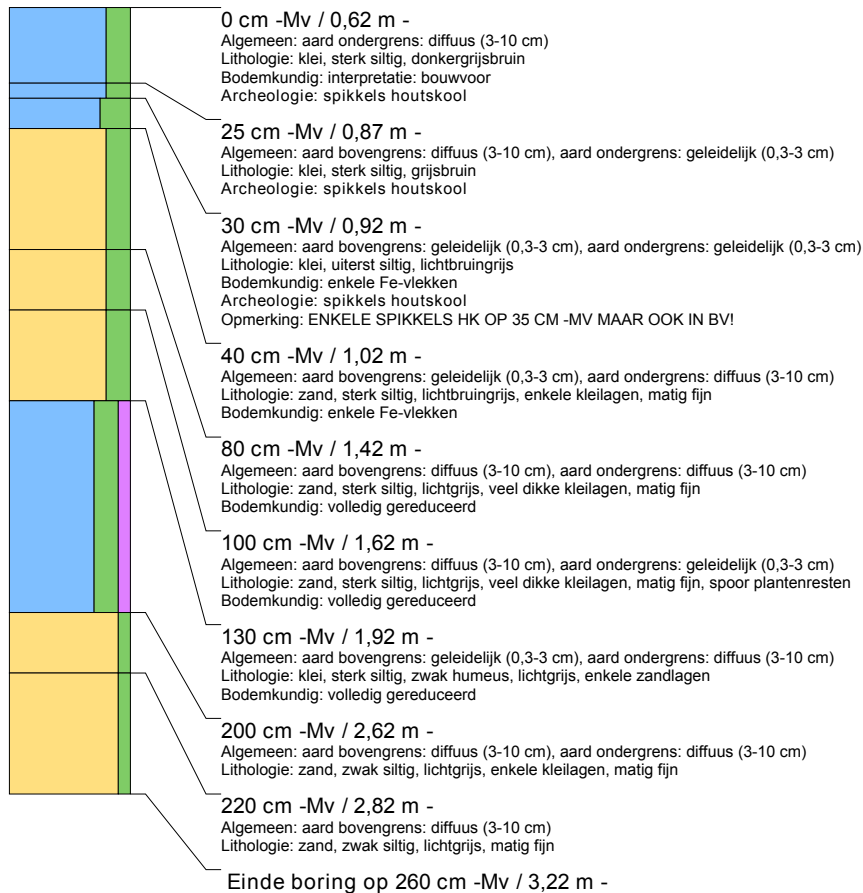 0 cm -Mv / 0,62 m -
Algemeen: aard ondergrens: diffuus (3-10 cm)
Lithologie: klei, sterk siltig, donkergrijsbruin
Bodemkundig: interpretatie: bouwvoor
Archeologie: spikkels houtskool
25 cm -Mv / 0,87 m -
Algemeen: aard bovengrens: diffuus (3-10 cm), aard ondergrens: geleidelijk (0,3-3 cm)
Lithologie: klei, sterk siltig, grijsbruin
Archeologie: spikkels houtskool
30 cm -Mv / 0,92 m -
Algemeen: aard bovengrens: geleidelijk (0,3-3 cm), aard ondergrens: geleidelijk (0,3-3 cm)
Lithologie: klei, uiterst siltig, lichtbruingrijs
Bodemkundig: enkele Fe-vlekken
Archeologie: spikkels houtskool
Opmerking: ENKELE SPIKKELS HK OP 35 CM -MV MAAR OOK IN BV!
40 cm -Mv / 1,02 m -
Algemeen: aard bovengrens: geleidelijk (0,3-3 cm), aard ondergrens: diffuus (3-10 cm)
Lithologie: zand, sterk siltig, lichtbruingrijs, enkele kleilagen, matig fijn
Bodemkundig: enkele Fe-vlekken
80 cm -Mv / 1,42 m -
Algemeen: aard bovengrens: diffuus (3-10 cm), aard ondergrens: diffuus (3-10 cm)
Lithologie: zand, sterk siltig, lichtgrijs, veel dikke kleilagen, matig fijn
Bodemkundig: volledig gereduceerd
100 cm -Mv / 1,62 m -
Algemeen: aard bovengrens: diffuus (3-10 cm), aard ondergrens: geleidelijk (0,3-3 cm)
Lithologie: zand, sterk siltig, lichtgrijs, veel dikke kleilagen, matig fijn, spoor plantenresten
Bodemkundig: volledig gereduceerd
130 cm -Mv / 1,92 m -
Algemeen: aard bovengrens: geleidelijk (0,3-3 cm), aard ondergrens: diffuus (3-10 cm)
Lithologie: klei, sterk siltig, zwak humeus, lichtgrijs, enkele zandlagen
Bodemkundig: volledig gereduceerd
200 cm -Mv / 2,62 m -
Algemeen: aard bovengrens: diffuus (3-10 cm), aard ondergrens: diffuus (3-10 cm)
Lithologie: zand, zwak siltig, lichtgrijs, enkele kleilagen, matig fijn
220 cm -Mv / 2,82 m -
Algemeen: aard bovengrens: diffuus (3-10 cm)
Lithologie: zand, zwak siltig, lichtgrijs, matig fijn
Einde boring op 260 cm -Mv / 3,22 m -